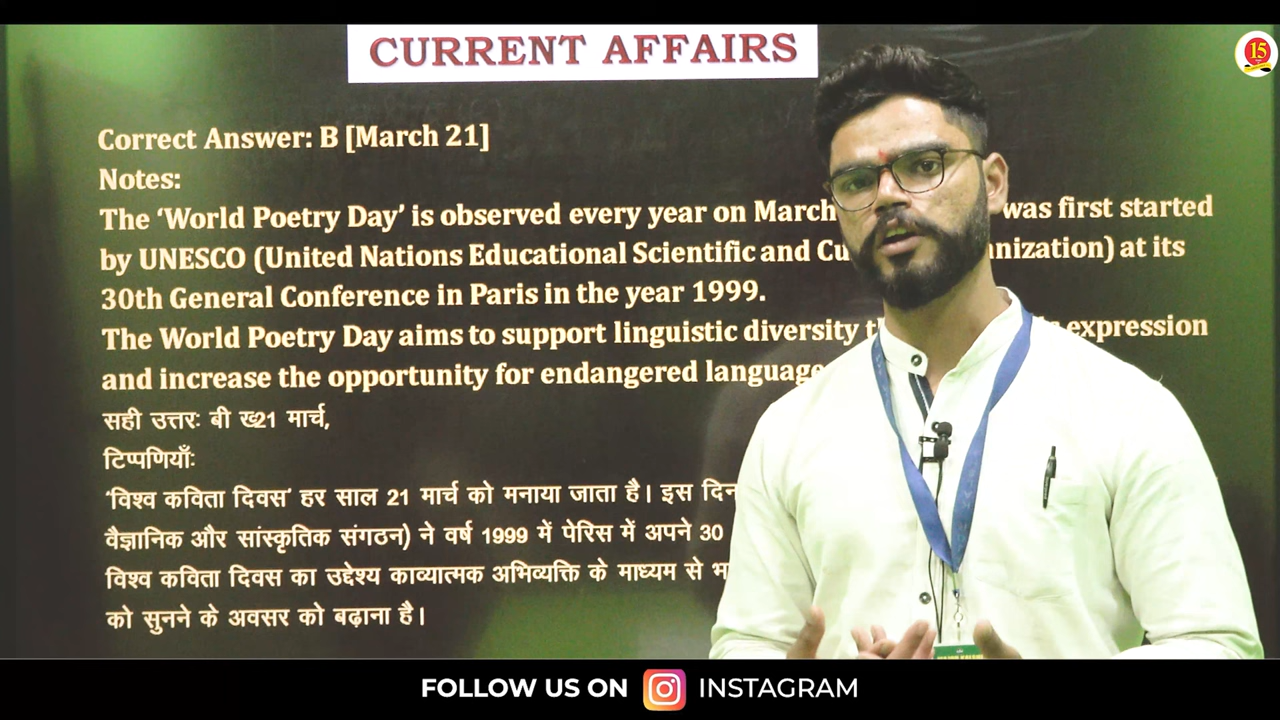 CURRENT AFFAIRS
15
Correct Answer: B [March 21]
Notes:
The ‘World Poetry Day’ is observed every year on March was first started
by UNESCO (United Nations Educational Scientific and Cu nization) at its
30th General Conference in Paris in the year 1999.
The World Poetry Day aims to support linguistic diversity expression
and increase the opportunity for endangered language
सही उत्तरः बी ख्21 मार्च,
टिप्पणियाँः
‘विश्व कविता दिवस’ हर साल 21 मार्च को मनाया जाता है। इस दिन
वैज्ञानिक और सांस्कृतिक संगठन) ने वर्ष 1999 में पेरिस में अपने 30
विश्व कविता दिवस का उद्देश्य काव्यात्मक अभिव्यक्ति के माध्यम से
को सुनने के अवसर को बढ़ाना है।
FOLLOW US ON INSTAGRAM